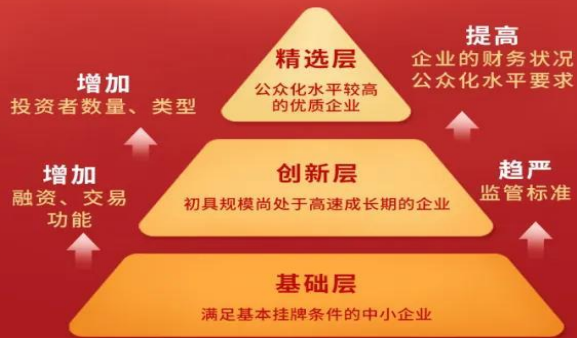 精选层
公众化水平较高
的优质企业
提高
企业的财务状况
公众化水平要求
增加
投资者数量、类型
创新层
初具规模尚处于高速成长期的企业
增加
融资、交易
功能
趋严
监管标准
基础层
满足基本挂牌条件的中小企业